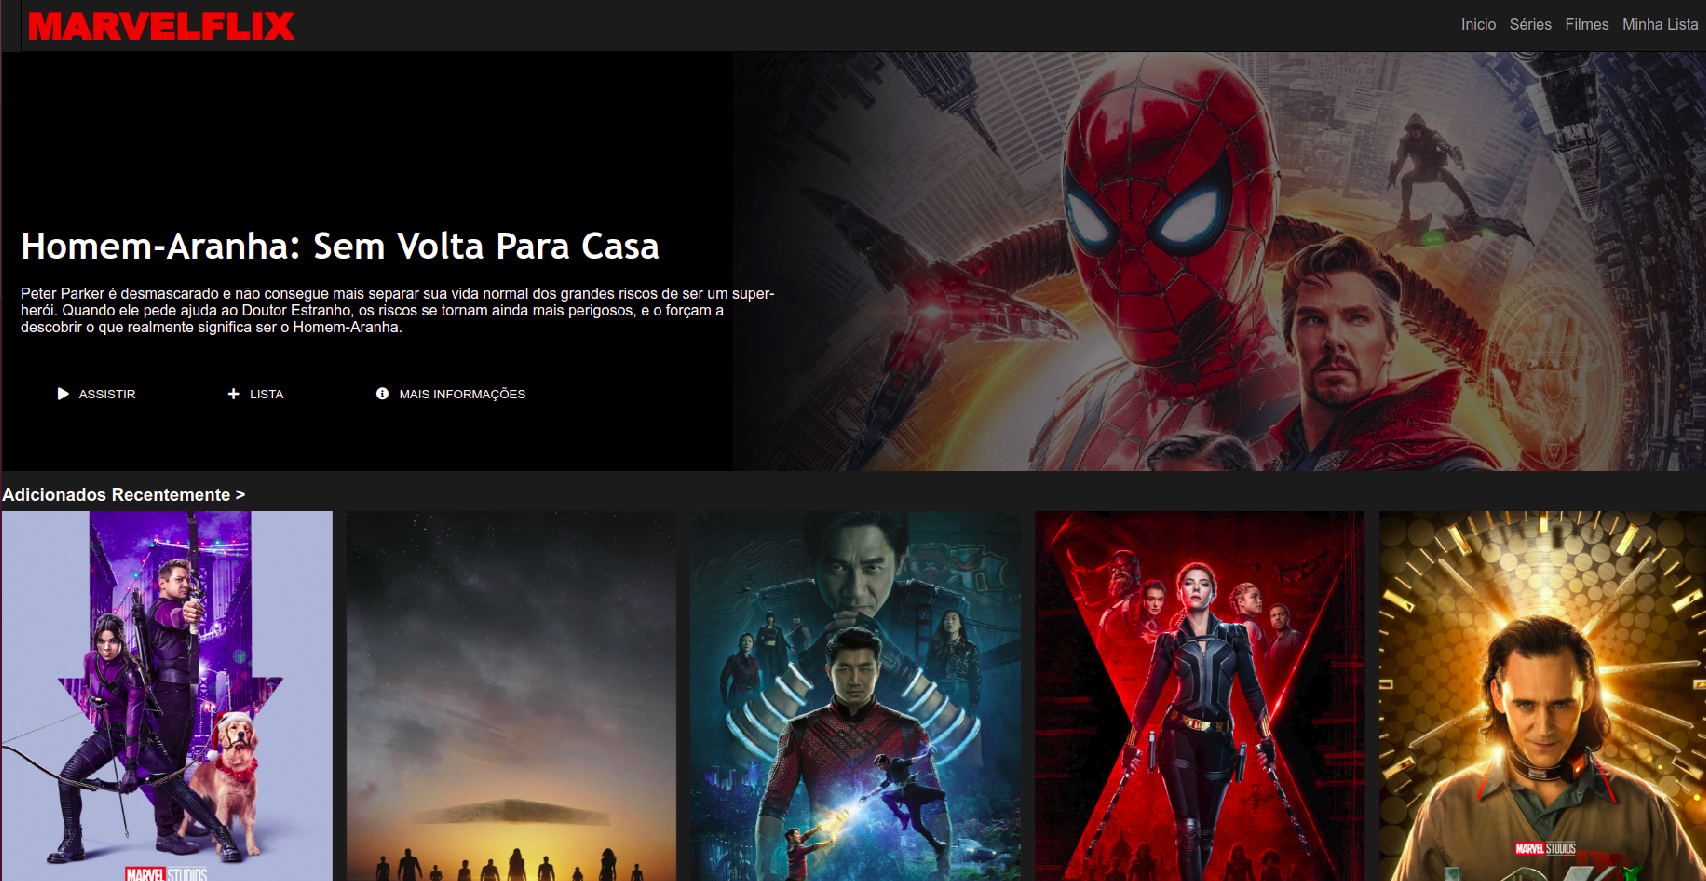 MARVELFLIX
Inicio Séries Filmes Minha Lista
Homem-Aranha: Sem Volta Para Casa
Peter Parker é desmascarado e não consegue mais separar sua vida normal dos grandes riscos de ser um super-
herói. Quando ele pede ajuda ao Doutor Estranho, os riscos se tornam ainda mais perigosos, e o forçam a
descobrir o que realmente significa ser o Homem-Aranha.
ASSISTIR LISTA MAIS INFORMAÇÕES
Adicionados Recentemente >
MARVEL STUDIOS
MARVEL STUDIOS